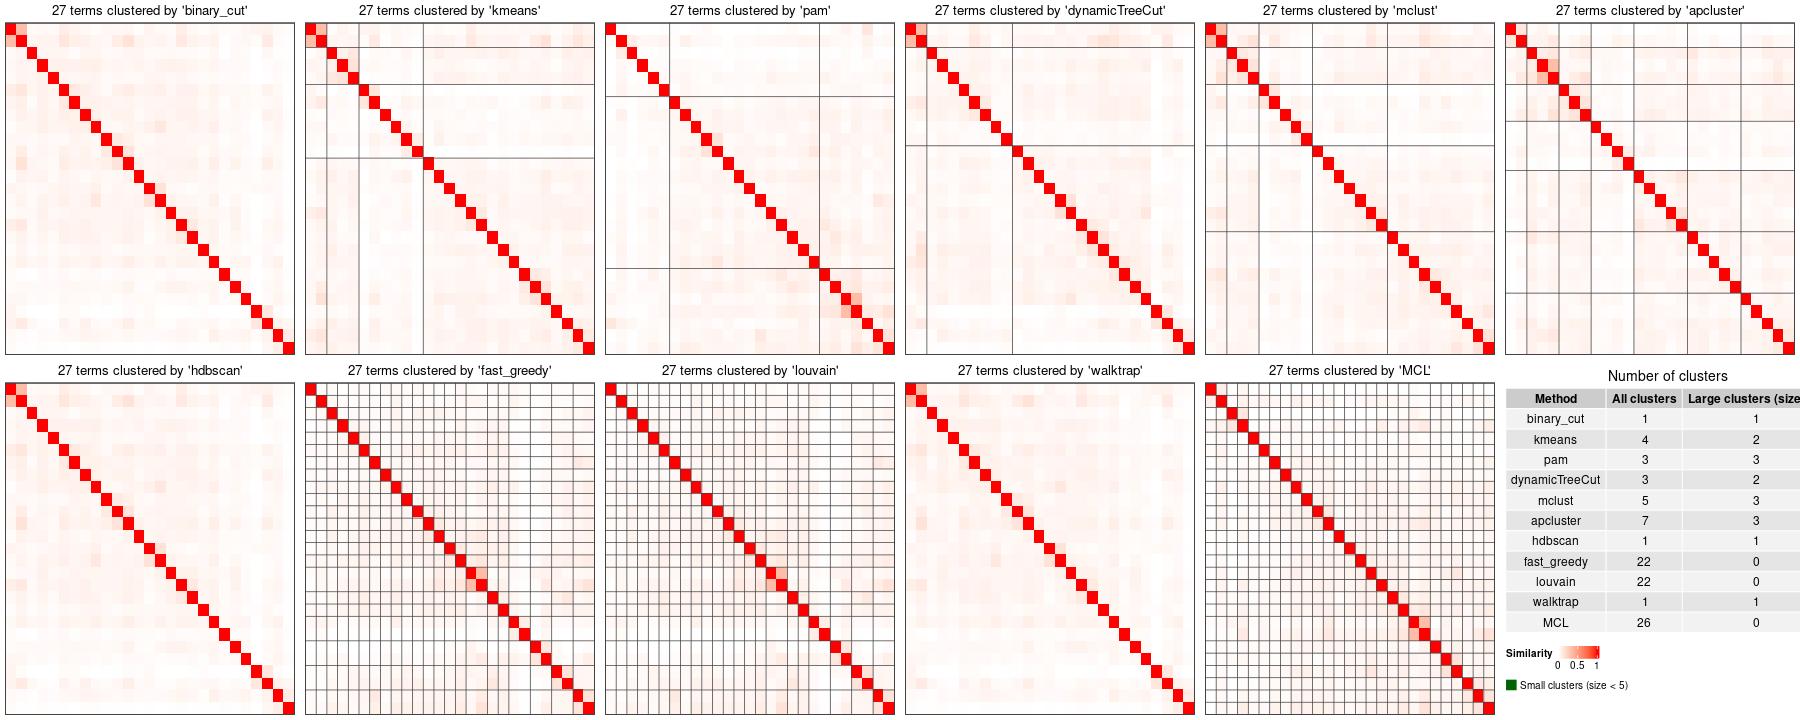 27 terms clustered by 'binary_cut'
27 terms clustered by 'kmeans'
27 terms clustered by 'pam'
27 terms clustered by 'dynamicTreeCut'
27 terms clustered by 'mclust'
27 terms clustered by 'apcluster'
27 terms clustered by 'hdbscan'
27 terms clustered by 'fast_greedy'
27 terms clustered by 'louvain'
27 terms clustered by 'walktrap'
27 terms clustered by 'MCL'
Number of clusters
Method All clusters Large clusters (size
binary_cut 1 1
kmeans 4 2
pam 3 3
dynamicTreeCut 3 2
mclust 5 3
apcluster 7 3
hdbscan 1 1
fast_greedy 22 0
louvain 22 0
walktrap 1 1
MCL 26 0
Similarity
0 0.5 1
Small clusters (size < 5)